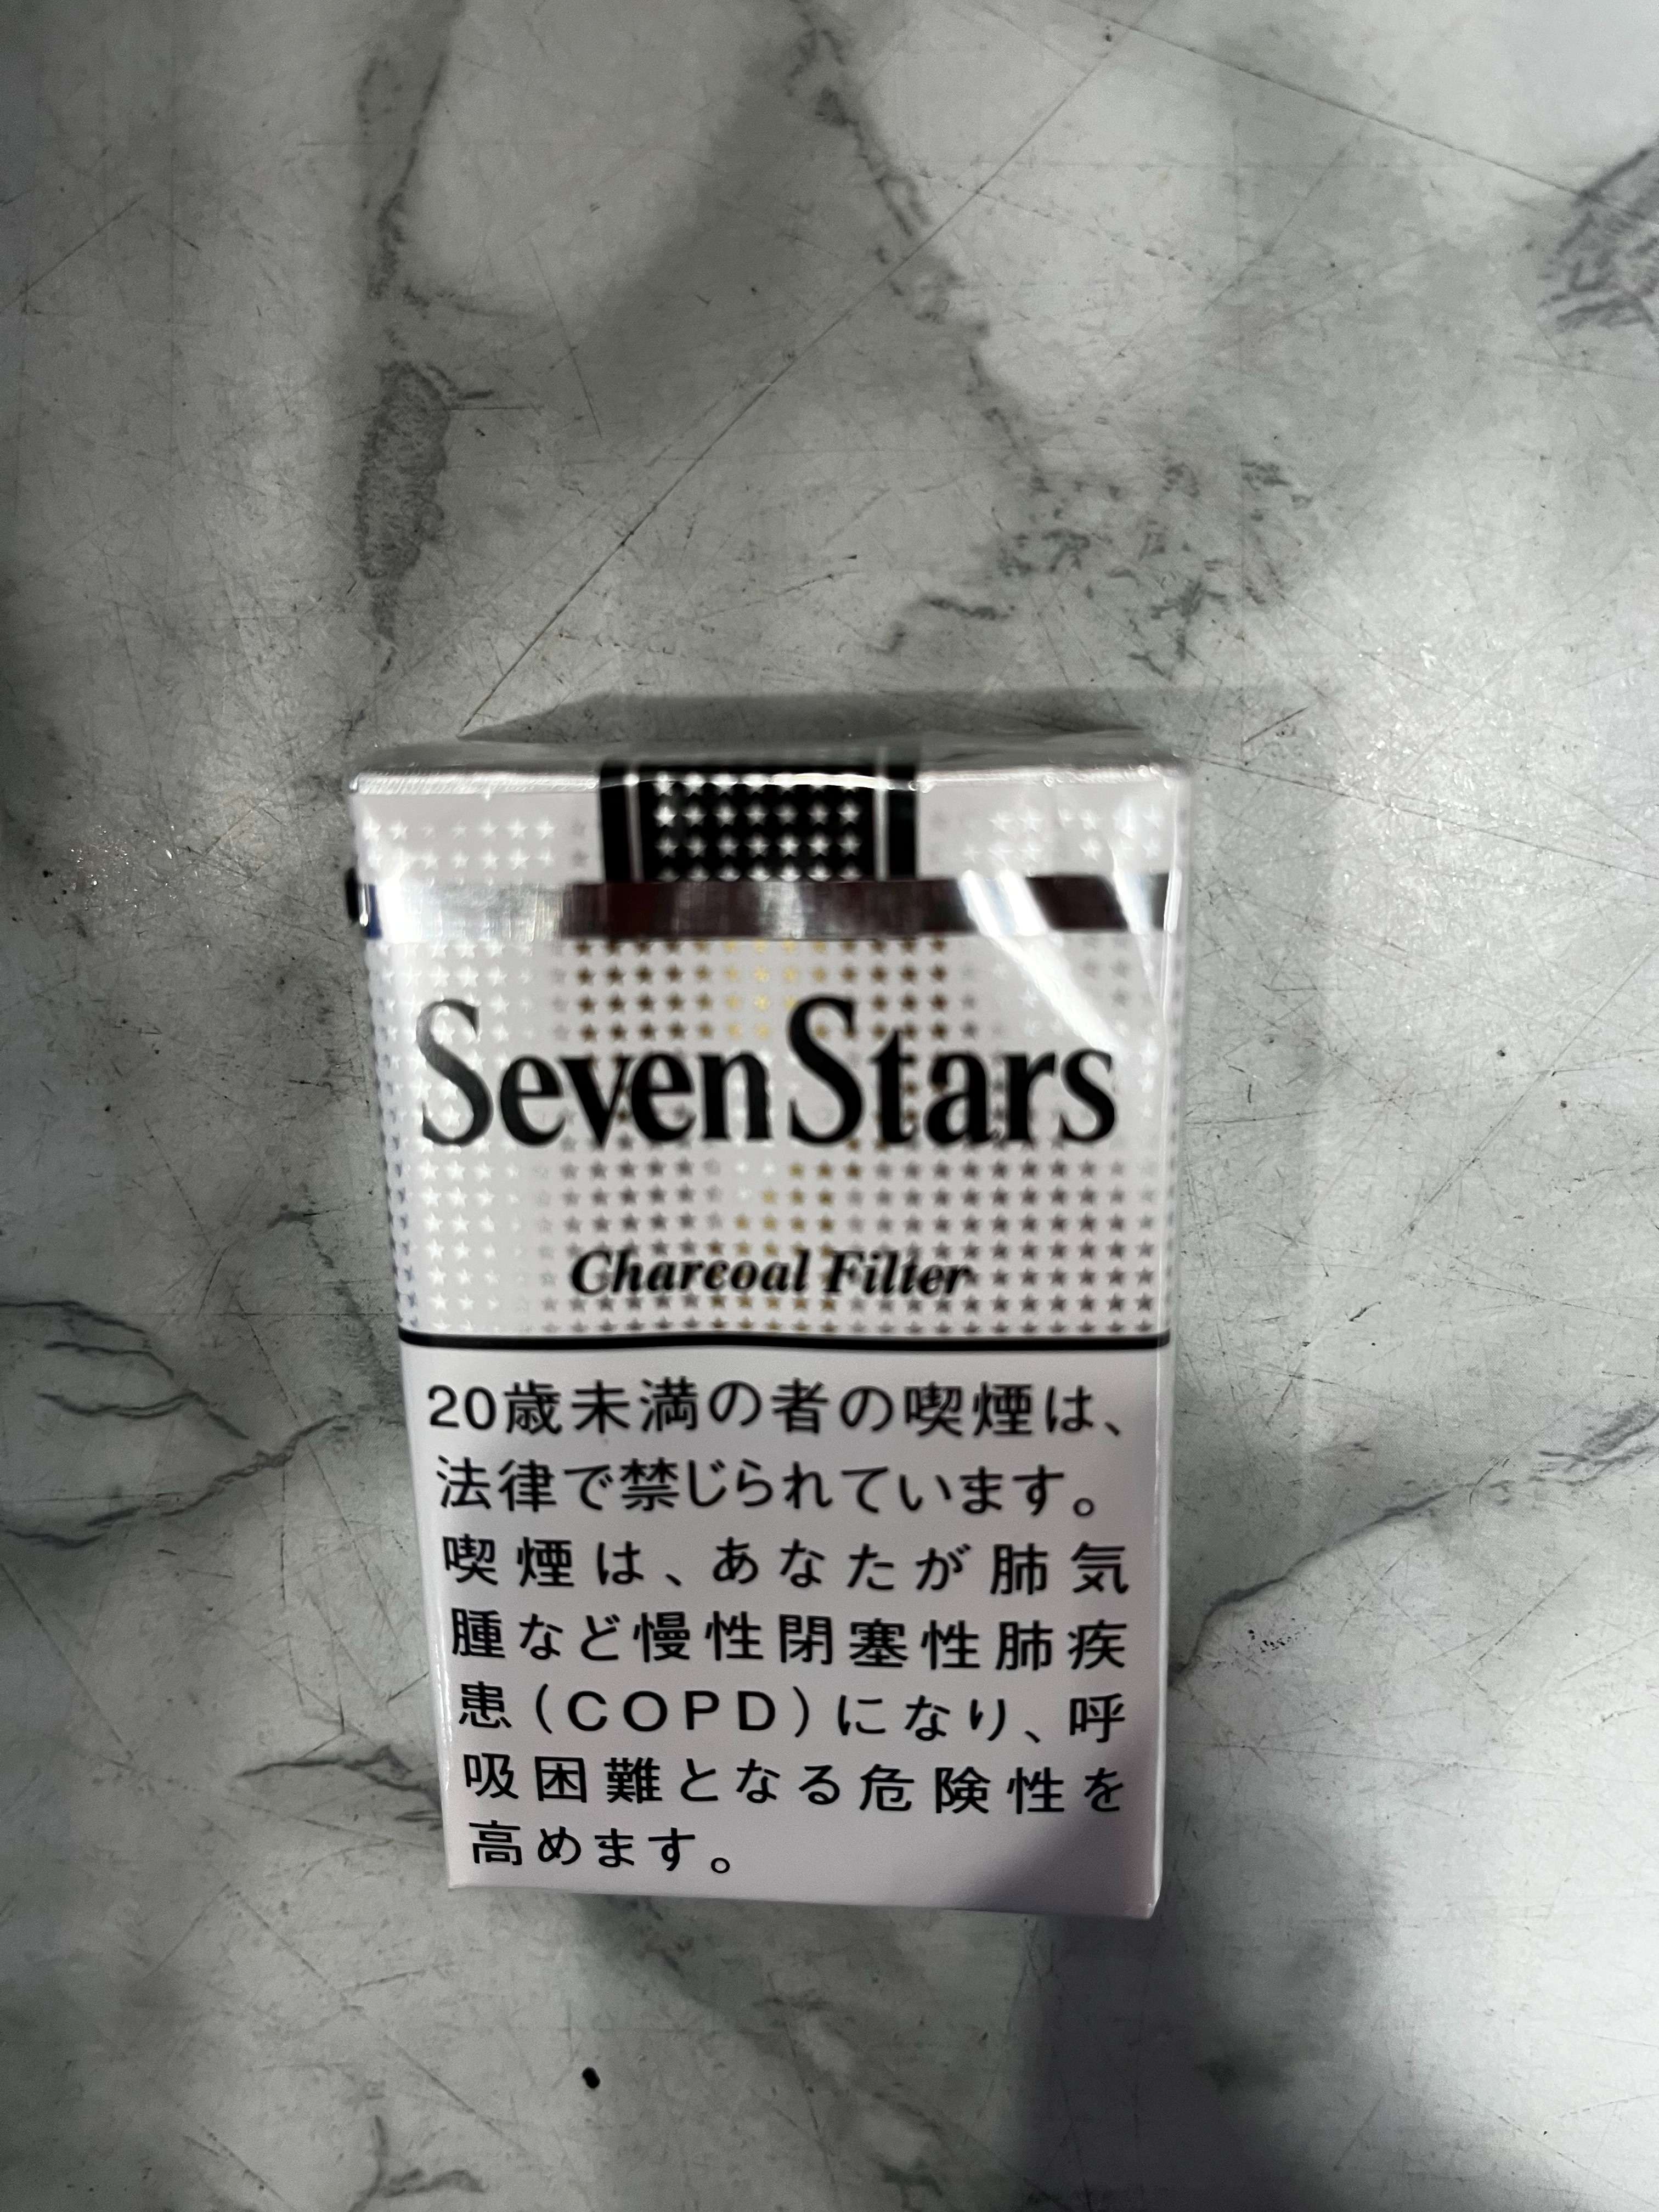 Seven Stars
Charcoal Filter
20歳未満の者の喫煙は、
法律で禁じられています。
喫煙は、あなたが肺気
腫など慢性閉塞性肺疾
患(COPD)になり、呼
吸困難となる危険性を
高めます。